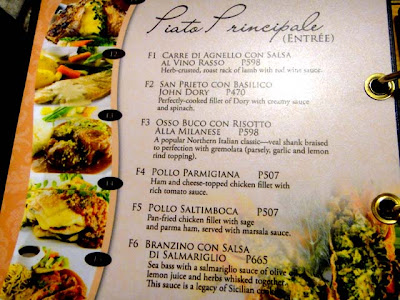 Piato Principale
(ENTRÉE)
F1 CARRE DI AGNELLO CON SALSA
AL VINO RASSO P598
Herb-crusted, roast rack of lamb with red wine sauce.
F2 SAN PRIETO CON BASILICO
JOHN DORY P470
Perfectly-cooked fillet of Dory with creamy sauce
and spinach.
F3 OSSO BUCO CON RISOTTO
ALLA MILANESE P598
A popular Northern Italian classic—veal shank braised
to perfection with gremolata (parsely, garlic and lemon
rind topping).
F4 POLLO PARMIGIANA P507
Ham and cheese-topped chicken fillet with
rich tomato sauce.
F5 POLLO SALTIMBOCA P507
Pan-fried chicken fillet with sage
and parma ham, served with marsala sauce.
F6 BRANZINO CON SALSA
DI SALMARIGLIO P665
Sea bass with a salmariglio sauce of olive
lemon juice and herbs whisked together.
This sauce is a legacy of Sicilian